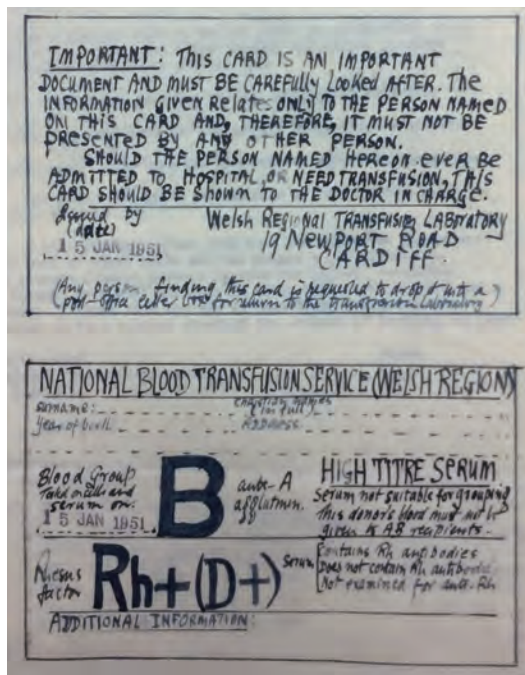 IMPORTANT: THIS CARD IS AN IMPORTANT
DOCUMENT AND MUST BE CAREFULLY LOOKED AFTER. The
INFORMATION GIVEN RELATES ONLY TO THE PERSON NAMED
ON THIS CARD AND, THEREFORE, IT MUST NOT BE
PRESENTED BY ANY OTHER PERSON.
SHOULD THE PERSON NAMED HEREON EVER BE
ADMITTED TO HOSPITAL, OR NEED TRANSFUSION, THIS
CARD SHOULD BE SHOWN TO THE DOCTOR IN CHARGE.
Issued by Welsh Regional TRANSFUSION LABORATORY
(date) 19 NEWPORT ROAD
15 JAN 1951 CARDIFF.
(Any person finding this card is requested to drop it into a
post-office letter box for return to the transfusion laboratory)
NATIONAL BLOOD TRANSFUSION SERVICE (WELSH REGION)
surname: Christian names
(in full)
Year of birth ADDRESS
Blood Group B anti-A HIGH TITRE SERUM
Serum not suitable for grouping
serum on: agglutinin. This donor's blood must not be
15 JAN 1951 given to AB recipients.
Rhesus Rh+(D+) Serum Contains Rh antibodies
factor Does not contain Rh antibodies
Not examined for anti-Rh
ADDITIONAL INFORMATION: